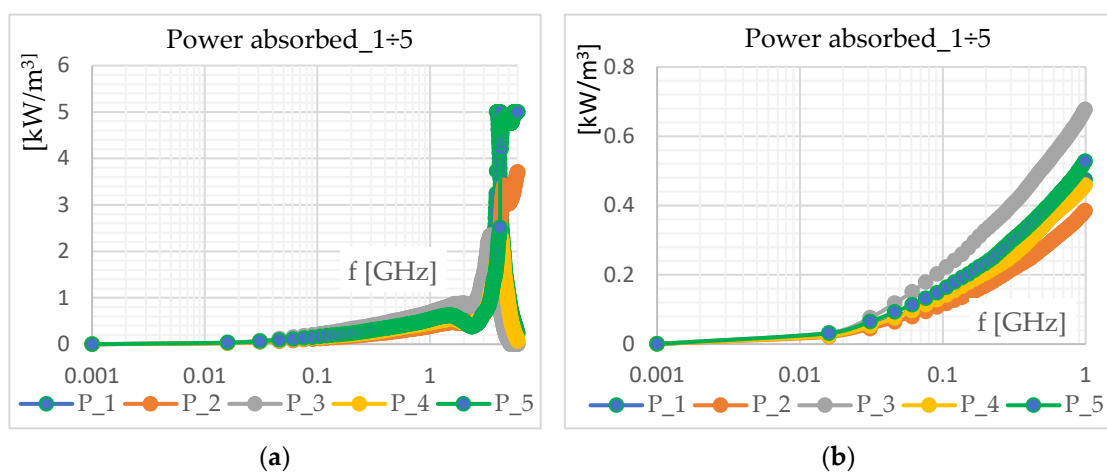 Power absorbed_1÷5
[kW/m³]
6
5
4
3
2
1
0
f [GHz]
0.001 0.01 0.1 1
P_1 P_2 P_3 P_4 P_5
(a)
Power absorbed_1÷5
[kW/m³]
0.8
0.6
0.4
0.2
0
f [GHz]
0.001 0.01 0.1 1
P_1 P_2 P_3 P_4 P_5
(b)